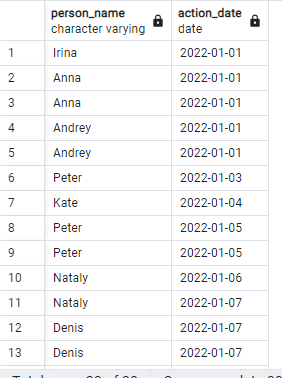 person_name action_date
character varying date
1 Irina 2022-01-01
2 Anna 2022-01-01
3 Anna 2022-01-01
4 Andrey 2022-01-01
5 Andrey 2022-01-01
6 Peter 2022-01-03
7 Kate 2022-01-04
8 Peter 2022-01-05
9 Peter 2022-01-05
10 Nataly 2022-01-06
11 Nataly 2022-01-07
12 Denis 2022-01-07
13 Denis 2022-01-07